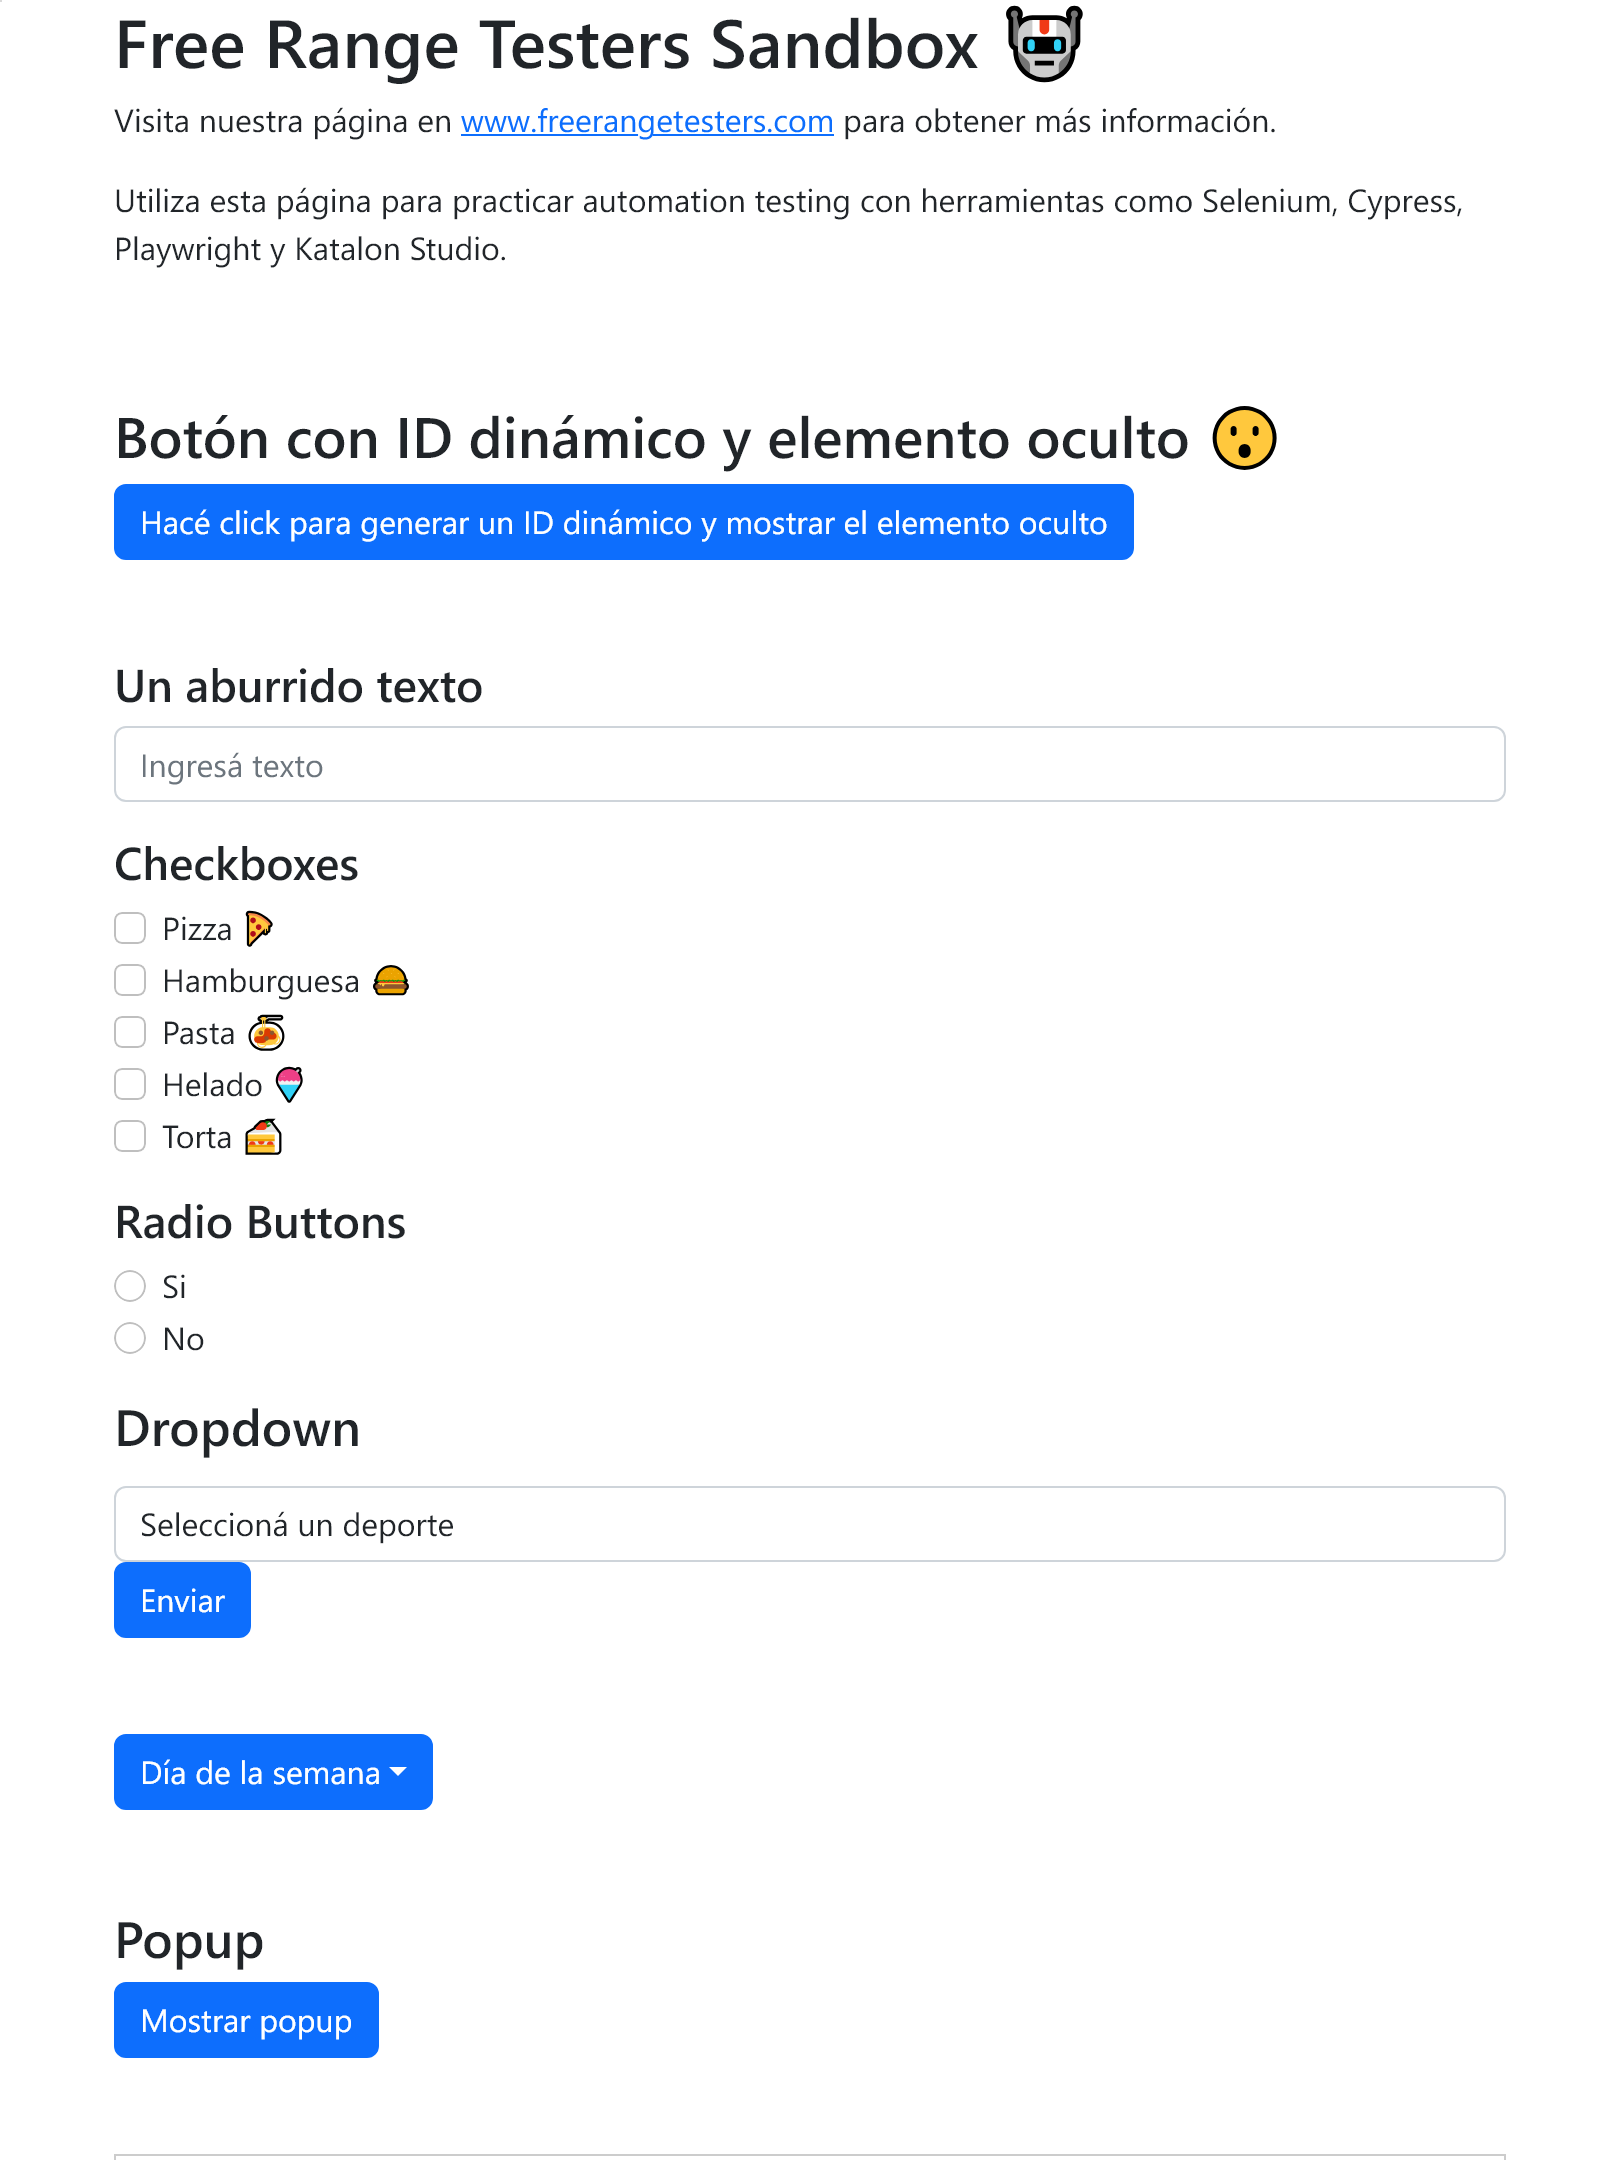 Free Range Testers Sandbox 🤖
Visita nuestra página en www.freerangetesters.com para obtener más información.
Utiliza esta página para practicar automation testing con herramientas como Selenium, Cypress,
Playwright y Katalon Studio.
Botón con ID dinámico y elemento oculto 😮
Hacé click para generar un ID dinámico y mostrar el elemento oculto
Un aburrido texto
Ingresá texto
Checkboxes
Pizza 🍕
Hamburguesa 🍔
Pasta 🍝
Helado 🍧
Torta 🍰
Radio Buttons
Si
No
Dropdown
Seleccioná un deporte
Enviar
Día de la semana
Popup
Mostrar popup